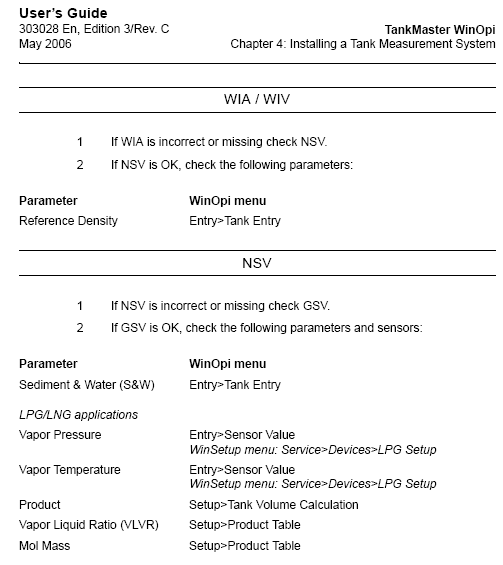 User's Guide
303028 En, Edition 3/Rev. C
TankMaster WinOpi
May 2006
Chapter 4: Installing a Tank Measurement System
WIA / WIV
1 If WIA is incorrect or missing check NSV.
2 If NSV is OK, check the following parameters:
Parameter WinOpi menu
Reference Density Entry>Tank Entry
NSV
1 If NSV is incorrect or missing check GSV.
2 If GSV is OK, check the following parameters and sensors:
Parameter WinOpi menu
Sediment & Water (S&W) Entry>Tank Entry
LPG/LNG applications
Vapor Pressure Entry>Sensor Value
WinSetup menu: Service>Devices>LPG Setup
Vapor Temperature Entry>Sensor Value
WinSetup menu: Service>Devices>LPG Setup
Product Setup>Tank Volume Calculation
Vapor Liquid Ratio (VLVR) Setup>Product Table
Mol Mass Setup>Product Table